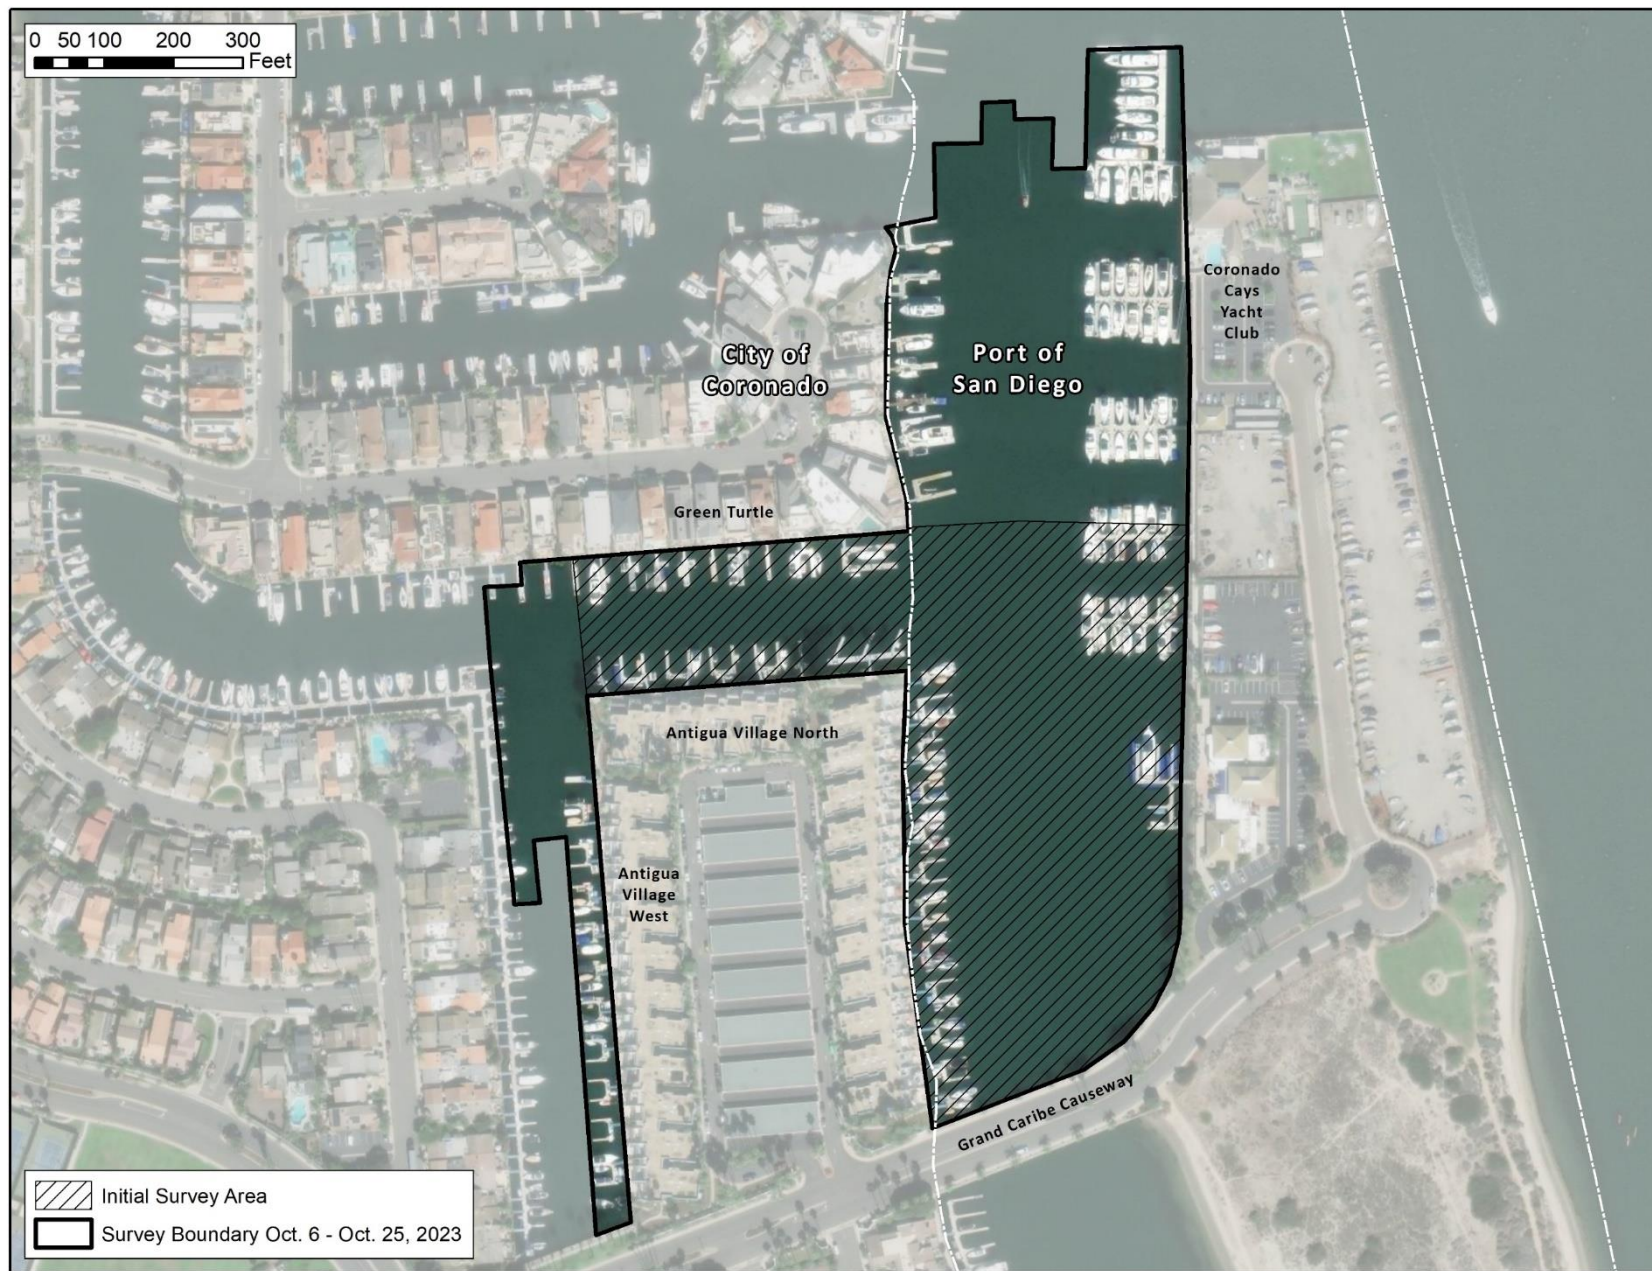 0 50 100 200 300
Feet
Coronado
Cays
Yacht
Club
City of
Coronado
Port of
San Diego
Green Turtle
Antigua Village North
Antigua
Village
West
Grand Caribe Causeway
Initial Survey Area
Survey Boundary Oct. 6 - Oct. 25, 2023